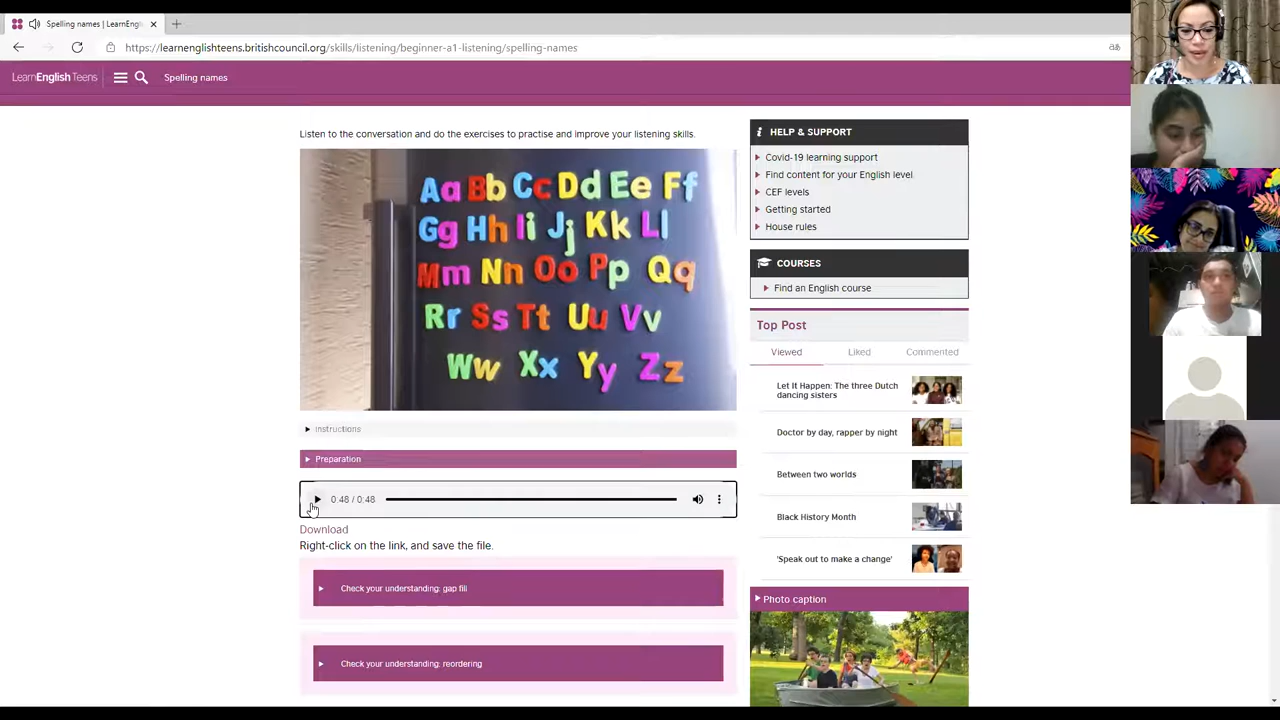 Spelling names | LearnEngli
https://learnenglishteens.britishcouncil.org/skills/listening/beginner-a1-listening/spelling-names
LearnEnglish Teens
Spelling names
Listen to the conversation and do the exercises to practise and improve your listening skills.
Aa Bb Cc Dd Ee Ff
Gg Hh Ii Jj Kk Ll
Mm Nn Oo Pp Qq
Rr Ss Tt Uu Vv
Ww Xx Yy Zz
Instructions
Preparation
0:48 / 0:48
Download
Right-click on the link, and save the file.
Check your understanding: gap fill
Check your understanding: reordering
HELP & SUPPORT
Covid-19 learning support
Find content for your English level
CEF levels
Getting started
House rules
COURSES
Find an English course
Top Post
Viewed Liked Commented
Let It Happen: The three Dutch
dancing sisters
Doctor by day, rapper by night
Between two worlds
Black History Month
'Speak out to make a change'
Photo caption